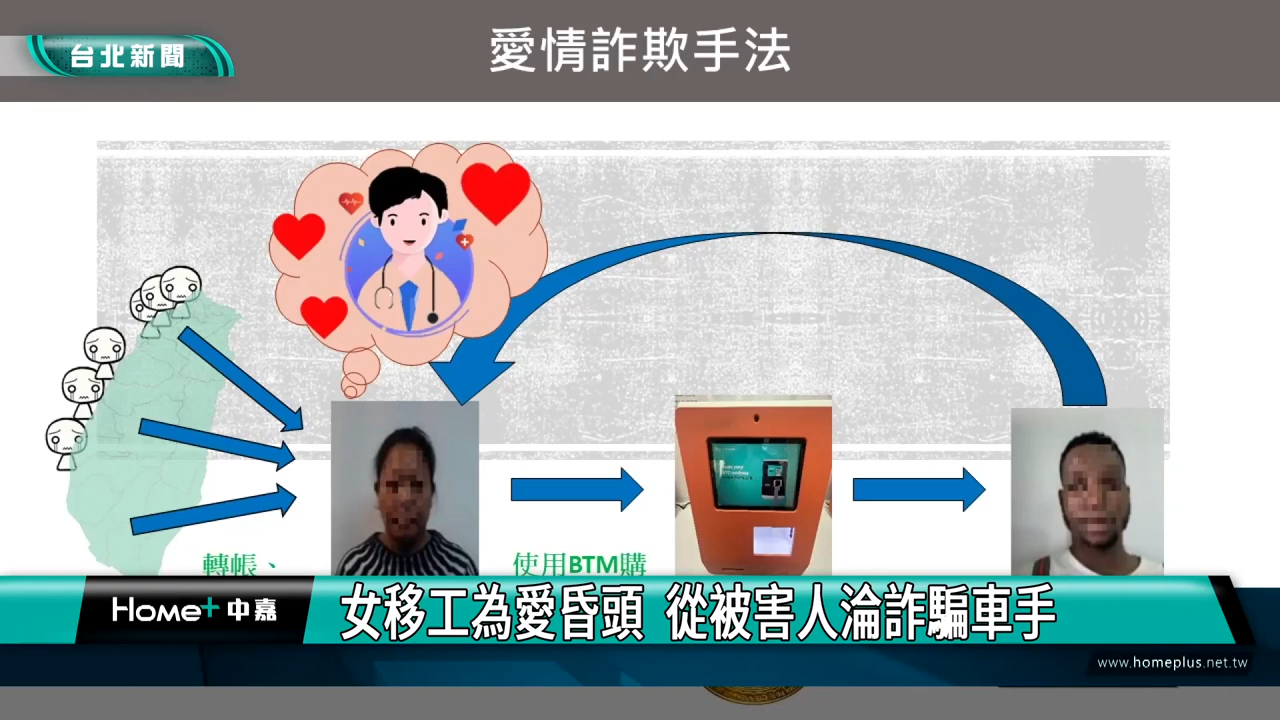 台北新聞
愛情詐欺手法
轉帳、
使用BTM購
Home+中嘉
女移工為愛昏頭 從被害人淪詐騙車手
www.homeplus.net.tw